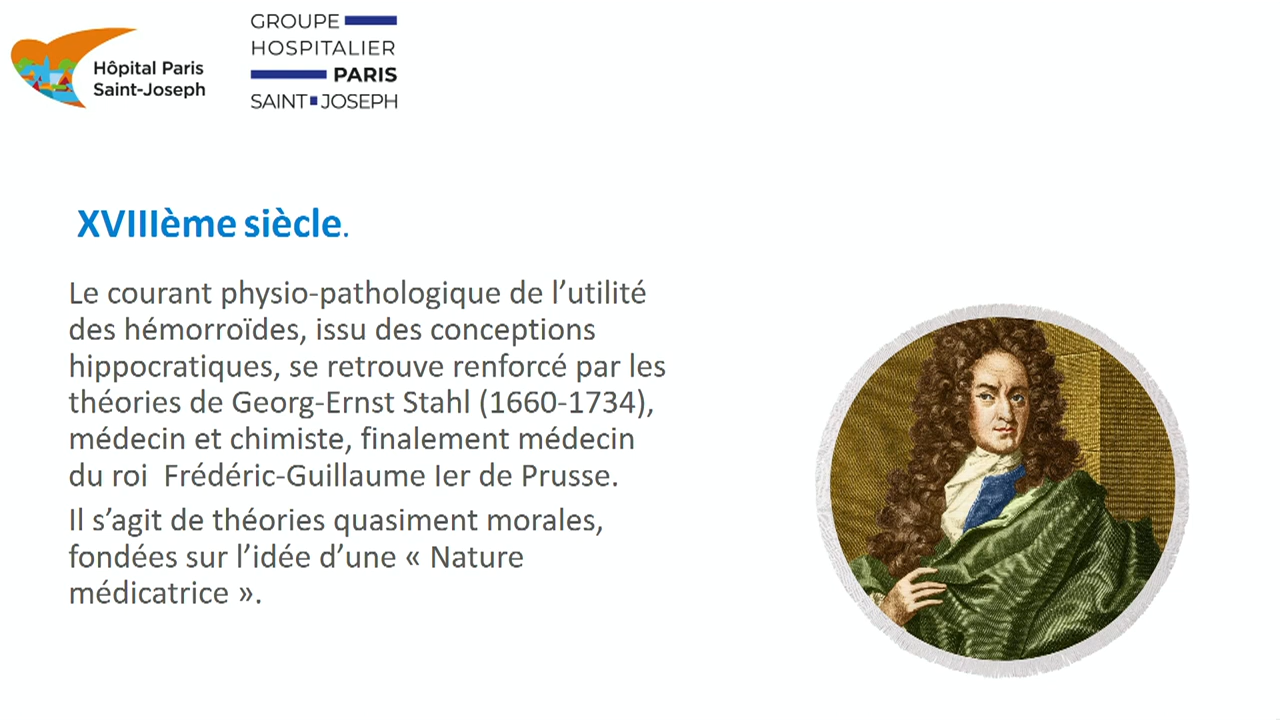 Hôpital Paris
Saint-Joseph
GROUPE
HOSPITALIER
PARIS
SAINT JOSEPH
XVIIIème siècle.
Le courant physio-pathologique de l’utilité
des hémorroïdes, issu des conceptions
hippocratiques, se retrouve renforcé par les
théories de Georg-Ernst Stahl (1660-1734),
médecin et chimiste, finalement médecin
du roi  Frédéric-Guillaume Ier de Prusse.
Il s’agit de théories quasiment morales,
fondées sur l’idée d’une « Nature
médicatrice ».